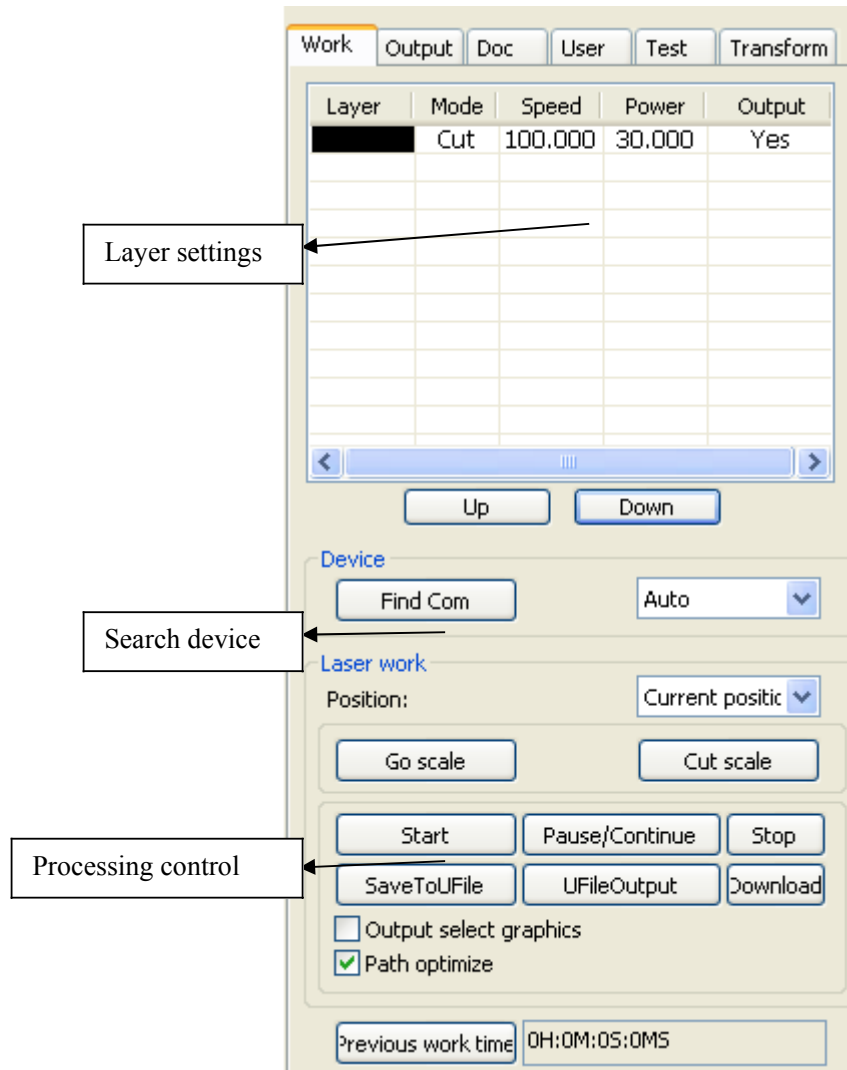 Work Output Doc User Test Transform
Layer Mode Speed Power Output
Cut 100.000 30.000 Yes
Layer settings
Up Down
Device
Find Com Auto
Search device
Laser work
Position: Current positic
Go scale Cut scale
Start Pause/Continue Stop
Processing control
SaveToUFile UFileOutput Download
Output select graphics
Path optimize
Previous work time 0H:0M:0S:0MS